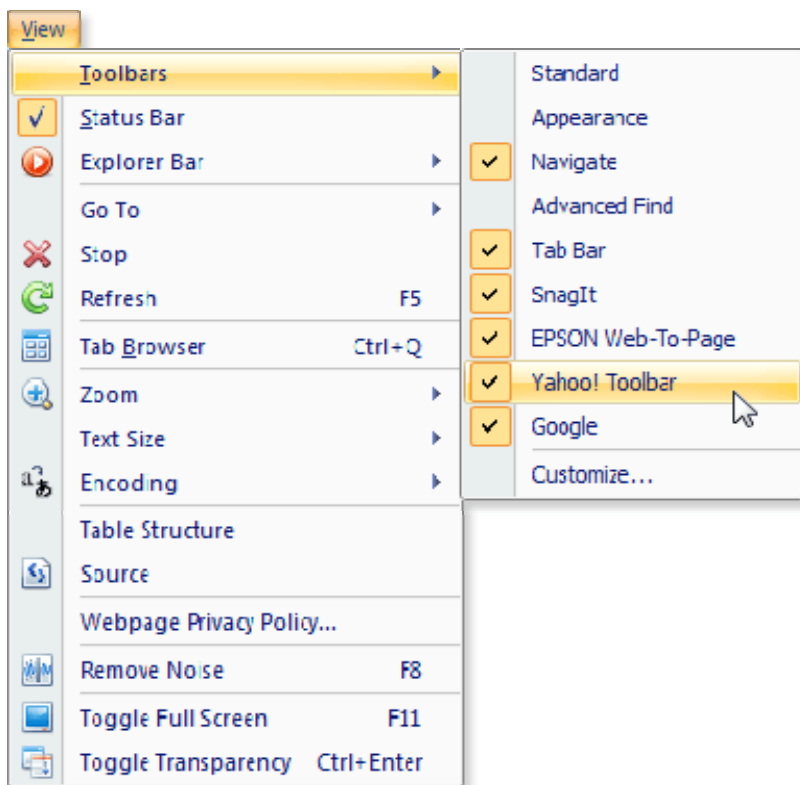 View
Toolbars
Status Bar
Explorer Bar
Go To
Stop
Refresh F5
Tab Browser Ctrl+Q
Zoom
Text Size
Encoding
Table Structure
Source
Webpage Privacy Policy...
Remove Noise F8
Toggle Full Screen F11
Toggle Transparency Ctrl+Enter
Standard
Appearance
Navigate
Advanced Find
Tab Bar
SnagIt
EPSON Web-To-Page
Yahoo! Toolbar
Google
Customize...